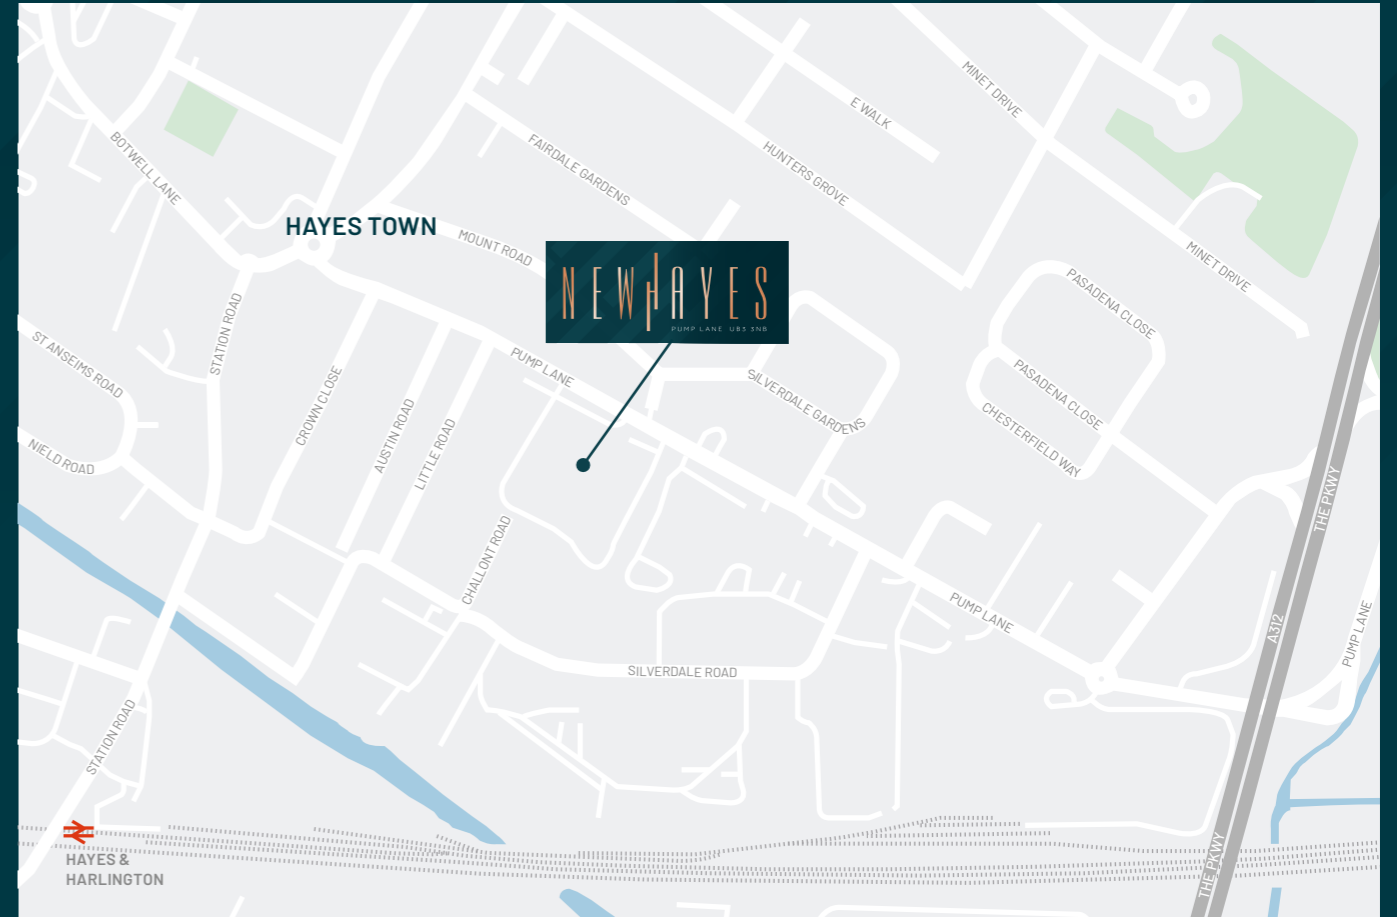 MINET DRIVE
E WALK
BOTWELL LANE
FAIRDALE GARDENS
HUNTERS GROVE
HAYES TOWN
MOUNT ROAD
MINET DRIVE
NEWHAYES
PUMP LANE UB3 3NB
PASADENA CLOSE
STATION ROAD
ST ANSEIMS ROAD
PUMP LANE
CROWN CLOSE
SILVERDALE GARDENS
PASADENA CLOSE
AUSTIN ROAD
LITTLE ROAD
CHESTERFIELD WAY
NIELD ROAD
THE PKWY
CHALLONT ROAD
PUMP LANE
A312
PUMP LANE
SILVERDALE ROAD
STATION ROAD
HAYES &
HARLINGTON
THE PKWY